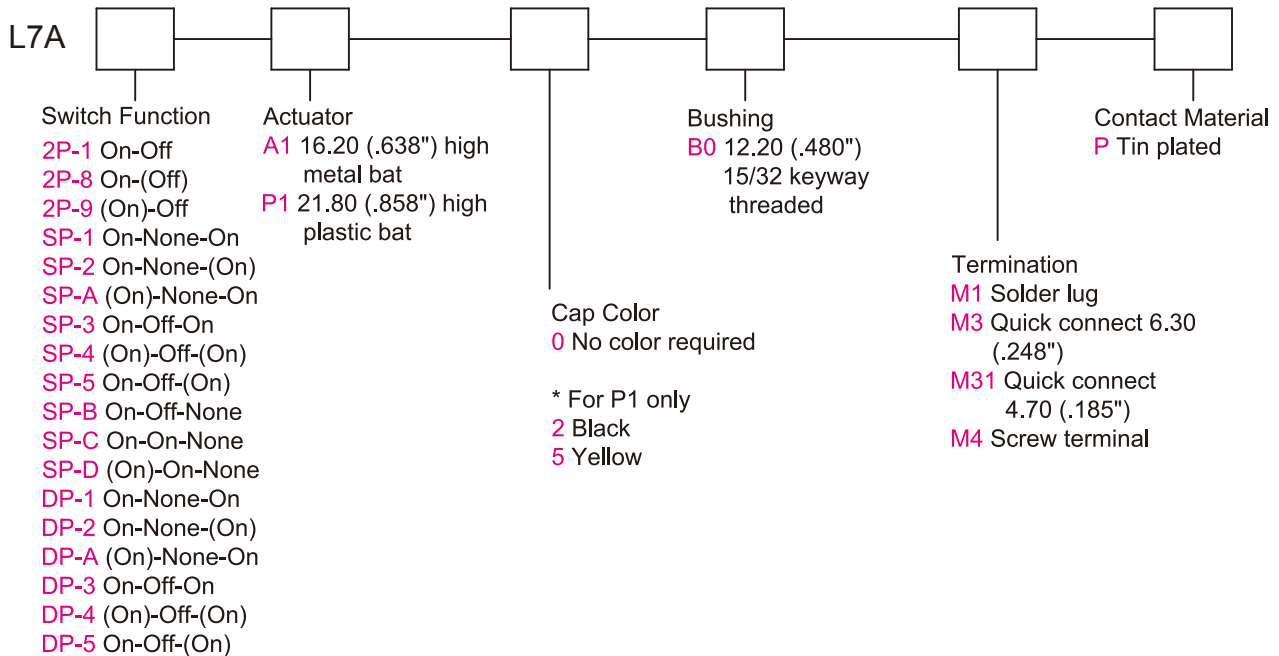 L7A
Switch Function
2P-1 On-Off
2P-8 On-(Off)
2P-9 (On)-Off
SP-1 On-None-On
SP-2 On-None-(On)
SP-A (On)-None-On
SP-3 On-Off-On
SP-4 (On)-Off-(On)
SP-5 On-Off-(On)
SP-B On-Off-None
SP-C On-On-None
SP-D (On)-On-None
DP-1 On-None-On
DP-2 On-None-(On)
DP-A (On)-None-On
DP-3 On-Off-On
DP-4 (On)-Off-(On)
DP-5 On-Off-(On)
Actuator
A1 16.20 (.638") high
metal bat
P1 21.80 (.858") high
plastic bat
Cap Color
0 No color required
* For P1 only
2 Black
5 Yellow
Bushing
B0 12.20 (.480")
15/32 keyway
threaded
Termination
M1 Solder lug
M3 Quick connect 6.30
(.248")
M31 Quick connect
4.70 (.185")
M4 Screw terminal
Contact Material
P Tin plated